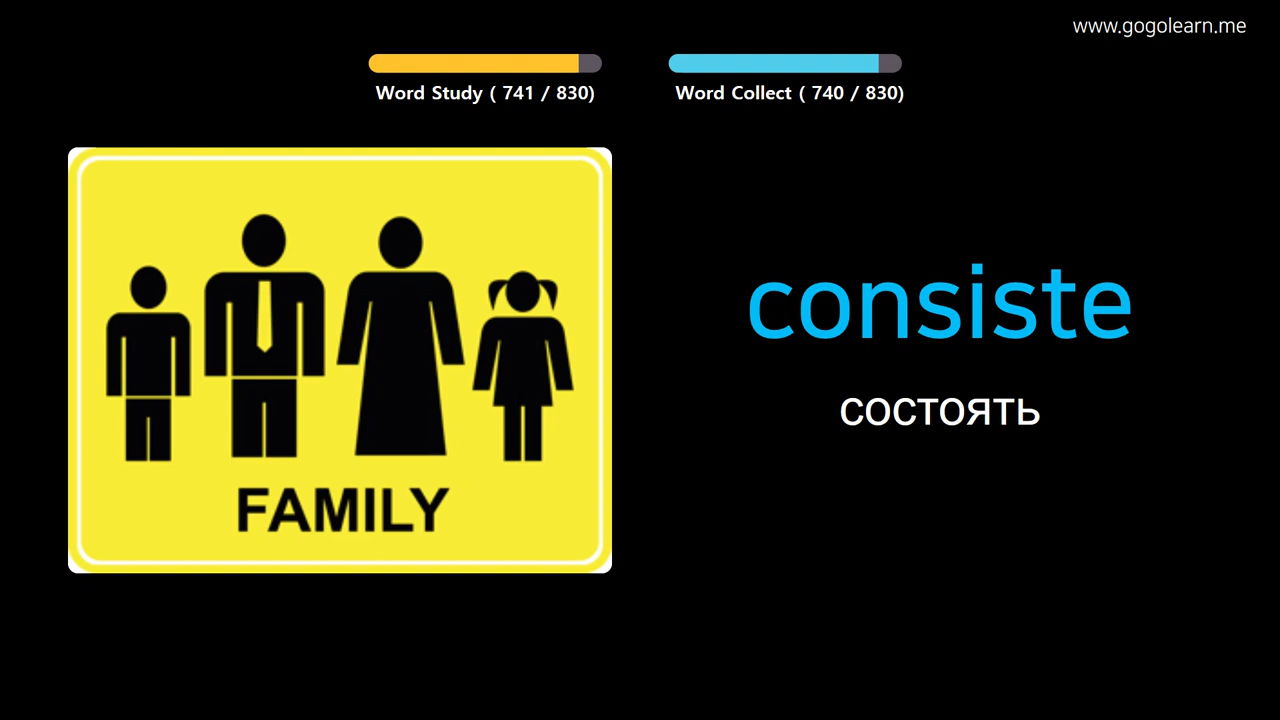 www.gogolearn.me
Word Study ( 741 / 830)
Word Collect ( 740 / 830)
consiste
состоять
FAMILY